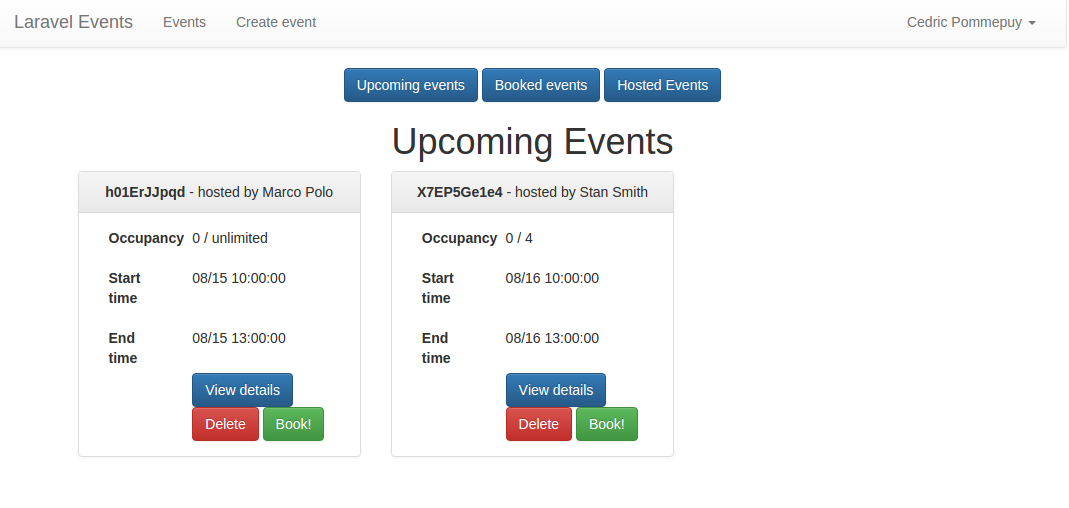 Laravel Events Events Create event Cedric Pommepuy
Upcoming events Booked events Hosted Events
Upcoming Events
h01ErJJpqd - hosted by Marco Polo
Occupancy 0 / unlimited
Start time 08/15 10:00:00
End time 08/15 13:00:00
View details
Delete Book!
X7EP5Ge1e4 - hosted by Stan Smith
Occupancy 0 / 4
Start time 08/16 10:00:00
End time 08/16 13:00:00
View details
Delete Book!